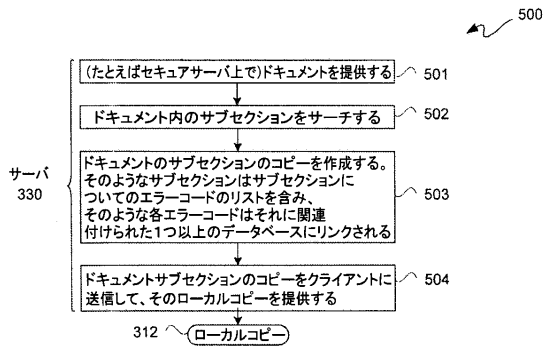 500
(たとえばセキュアサーバ上で)ドキュメントを提供する
501
ドキュメント内のサブセクションをサーチする
502
サーバ
330
ドキュメントのサブセクションのコピーを作成する。
そのようなサブセクションはサブセクションに
ついてのエラーコードのリストを含み、
そのような各エラーコードはそれに関連
付けられた1つ以上のデータベースにリンクされる
503
ドキュメントサブセクションのコピーをクライアントに
送信して、そのローカルコピーを提供する
504
312
ローカルコピー